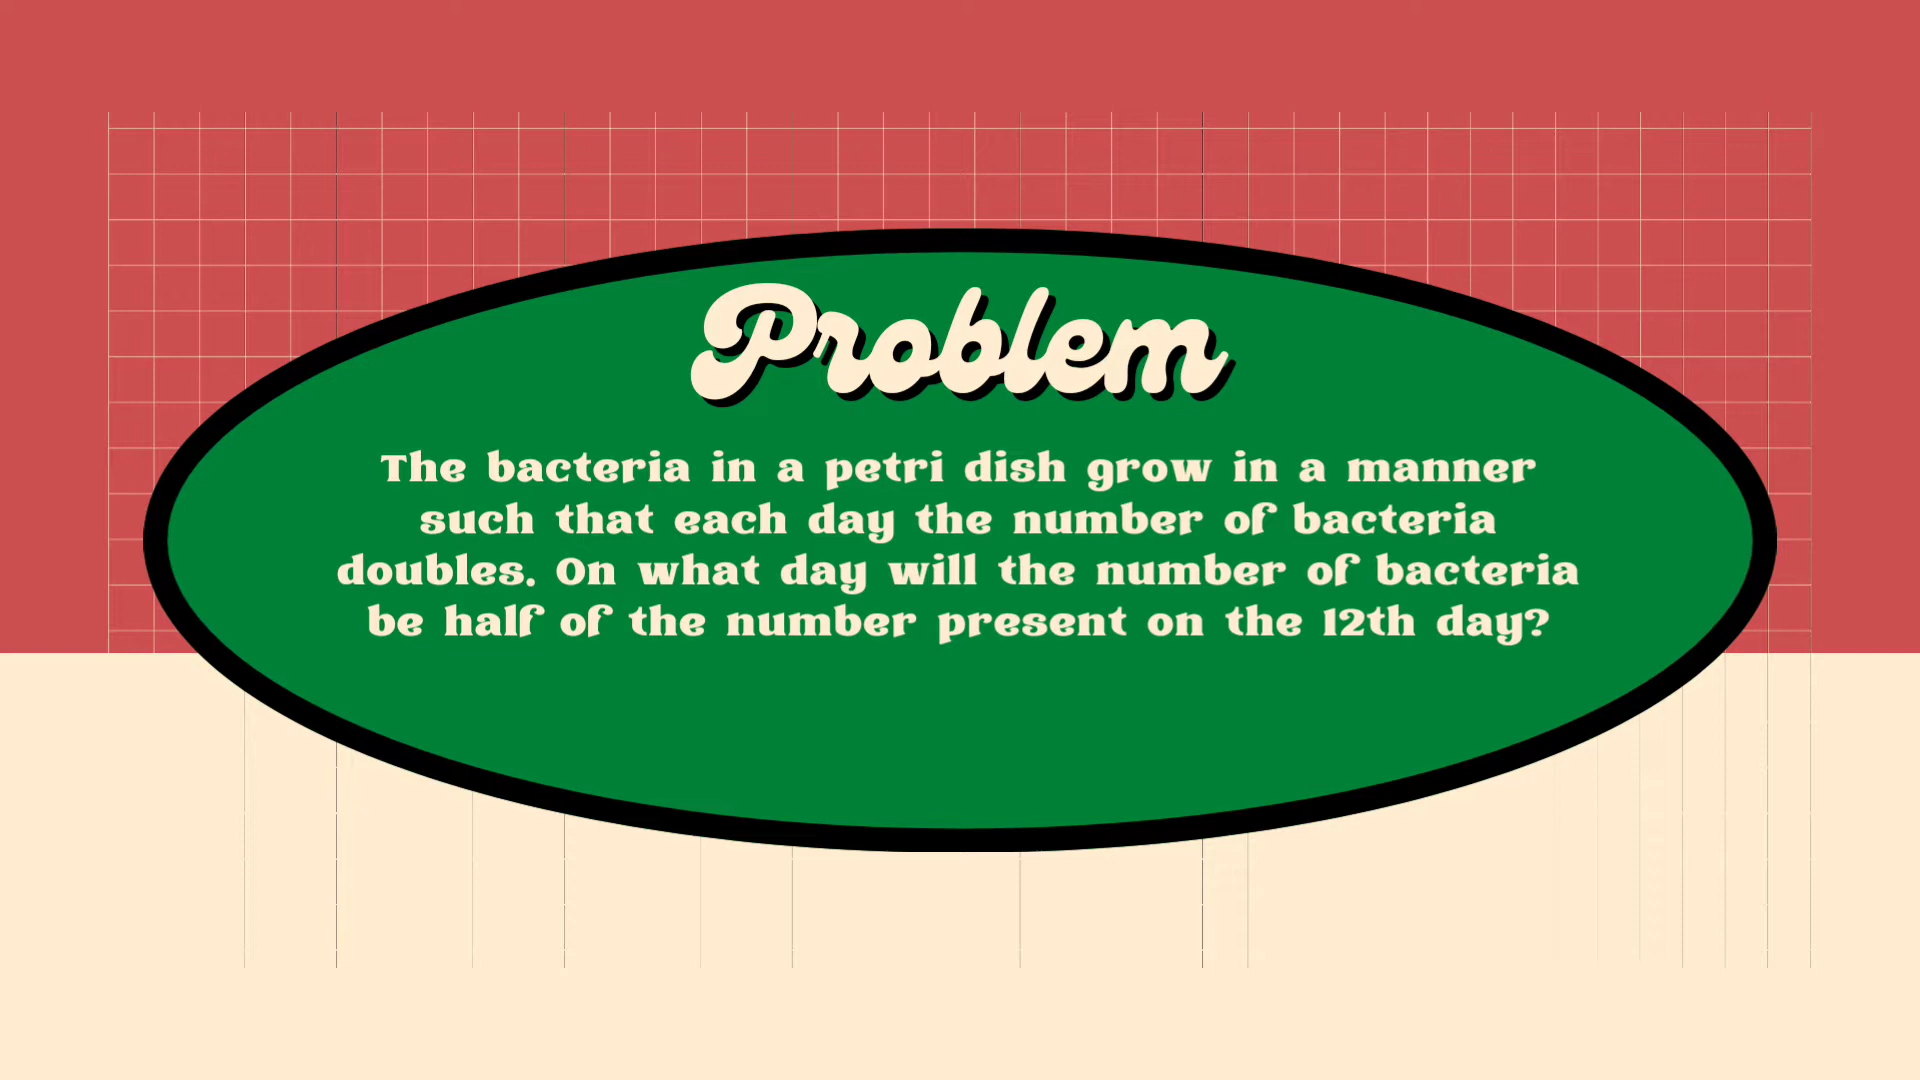 Problem
The bacteria in a petri dish grow in a manner
such that each day the number of bacteria
doubles. On what day will the number of bacteria
be half of the number present on the 12th day?